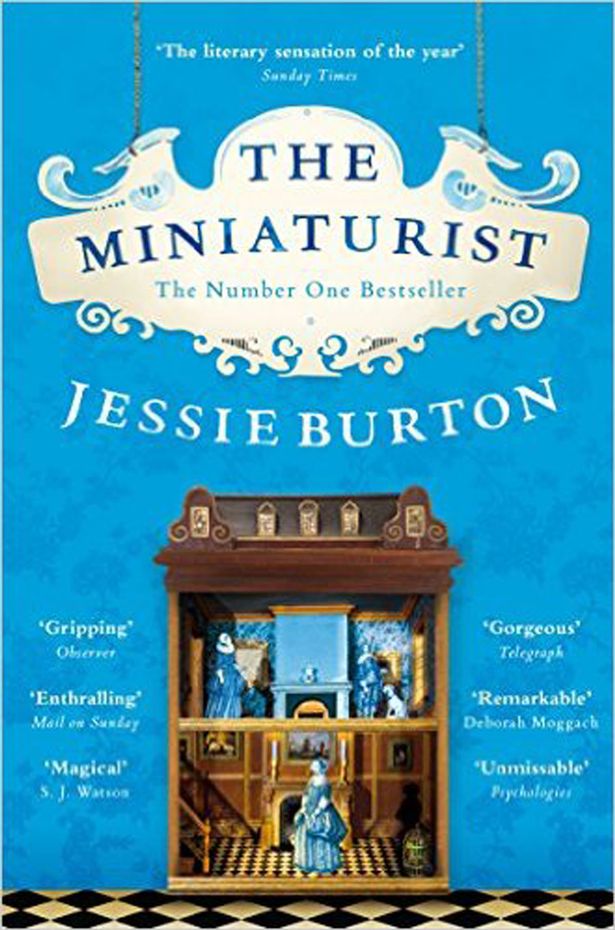 ‘The literary sensation of the year’
Sunday Times
THE
MINIATURIST
The Number One Bestseller
JESSIE BURTON
‘Gripping’
Observer
‘Enthralling’
Mail on Sunday
‘Magical’
S. J. Watson
‘Gorgeous’
Telegraph
‘Remarkable’
Deborah Moggach
‘Unmissable’
Psychologies